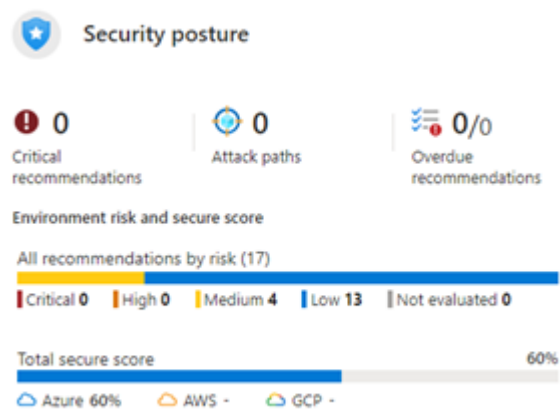 Security posture
0
0
0/0
Critical
recommendations
Attack paths
Overdue
recommendations
Environment risk and secure score
All recommendations by risk (17)
Critical 0 High 0 Medium 4 Low 13 Not evaluated 0
Total secure score 60%
Azure 60% AWS - GCP -